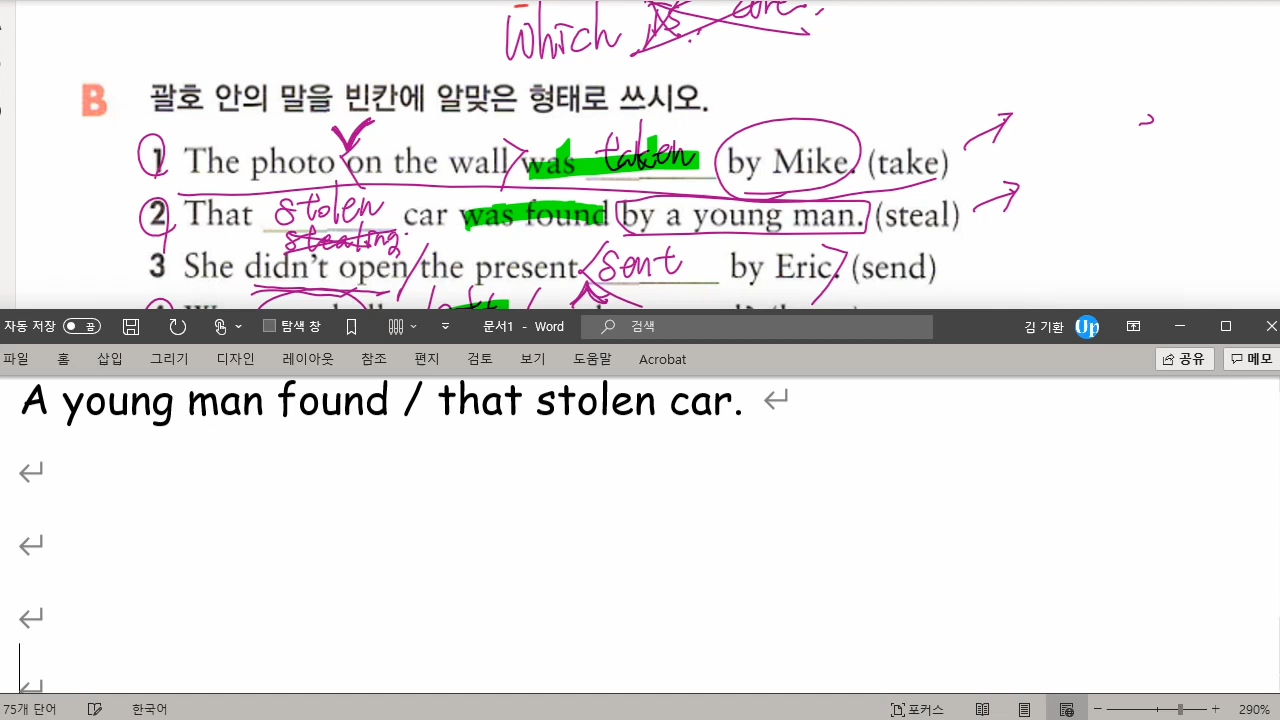 Which is are.
B 괄호 안의 말을 빈칸에 알맞은 형태로 쓰시오.
1 The photo on the wall was taken by Mike. (take)
2 That stolen car was found by a young man. (steal)
stealing.
3 She didn't open / the present sent by Eric. (send)
자동 저장 끔 탐색 창 문서1 - Word 검색 김 기환 Up
파일 홈 삽입 그리기 디자인 레이아웃 참조 편지 검토 보기 도움말 Acrobat 공유 메모
A young man found / that stolen car.
75개 단어 한국어 포커스 290%